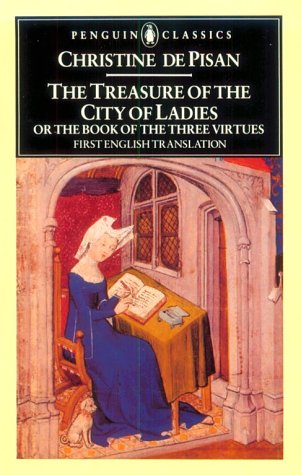 PENGUIN CLASSICS
CHRISTINE DE PISAN
THE TREASURE OF THE
CITY OF LADIES
OR THE BOOK OF THE THREE VIRTUES
FIRST ENGLISH TRANSLATION